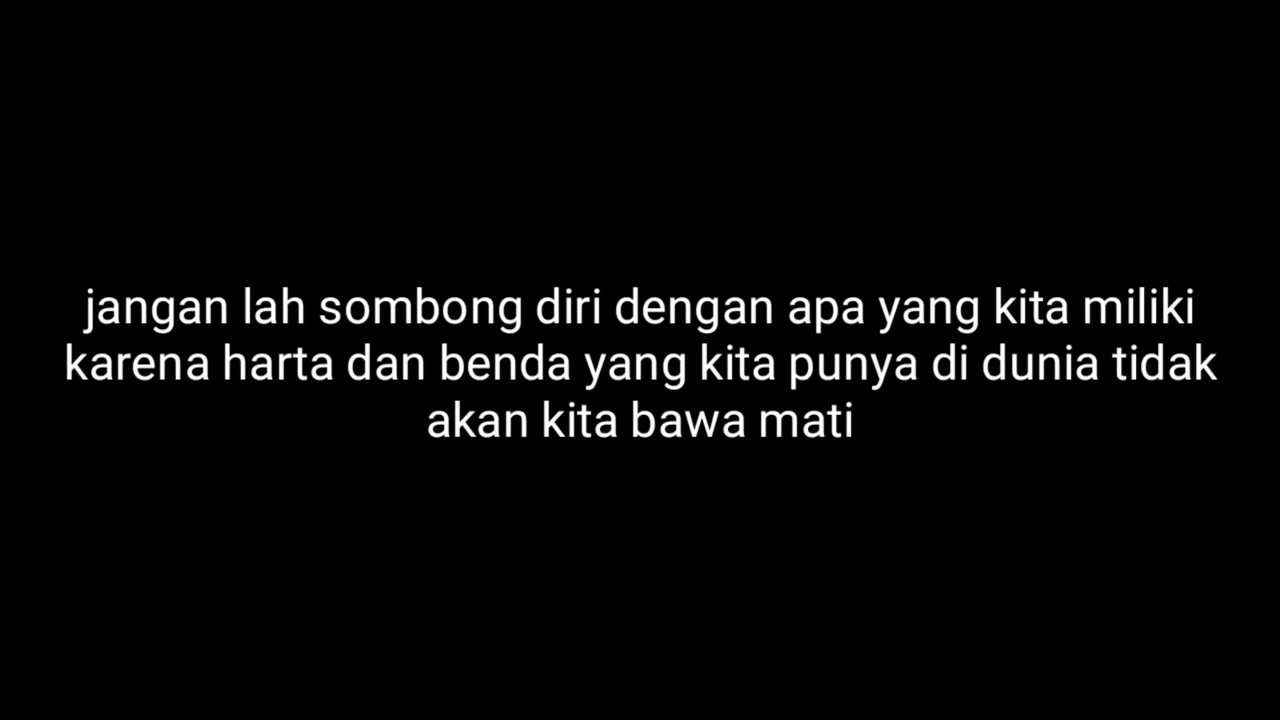 jangan lah sombong diri dengan apa yang kita miliki
karena harta dan benda yang kita punya di dunia tidak
akan kita bawa mati